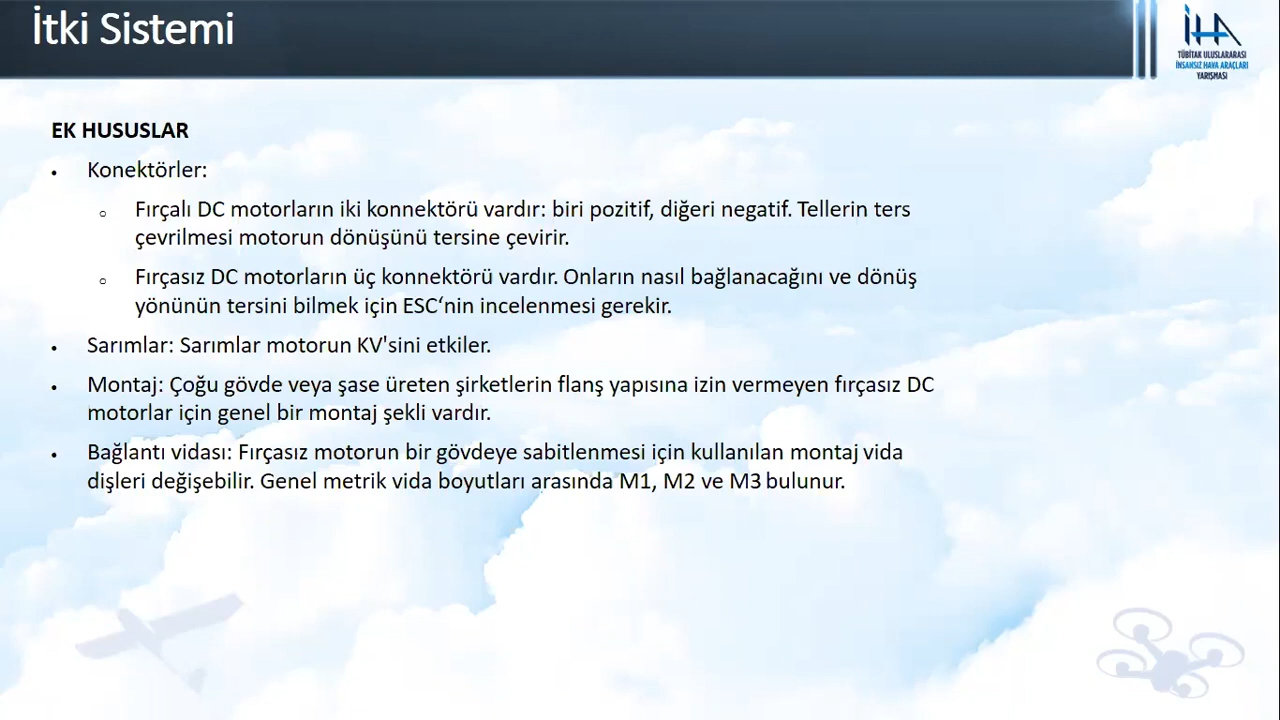 İtki Sistemi
İHA
TÜBİTAK ULUSLARARASI
İNSANSIZ HAVA ARAÇLARI
YARIŞMASI
EK HUSUSLAR
• Konektörler:
o Fırçalı DC motorların iki konnektörü vardır: biri pozitif, diğeri negatif. Tellerin ters
çevrilmesi motorun dönüşünü tersine çevirir.
o Fırçasız DC motorların üç konnektörü vardır. Onların nasıl bağlanacağını ve dönüş
yönünün tersini bilmek için ESC‘nin incelenmesi gerekir.
• Sarımlar: Sarımlar motorun KV'sini etkiler.
• Montaj: Çoğu gövde veya şase üreten şirketlerin flanş yapısına izin vermeyen fırçasız DC
motorlar için genel bir montaj şekli vardır.
• Bağlantı vidası: Fırçasız motorun bir gövdeye sabitlenmesi için kullanılan montaj vida
dişleri değişebilir. Genel metrik vida boyutları arasında M1, M2 ve M3 bulunur.